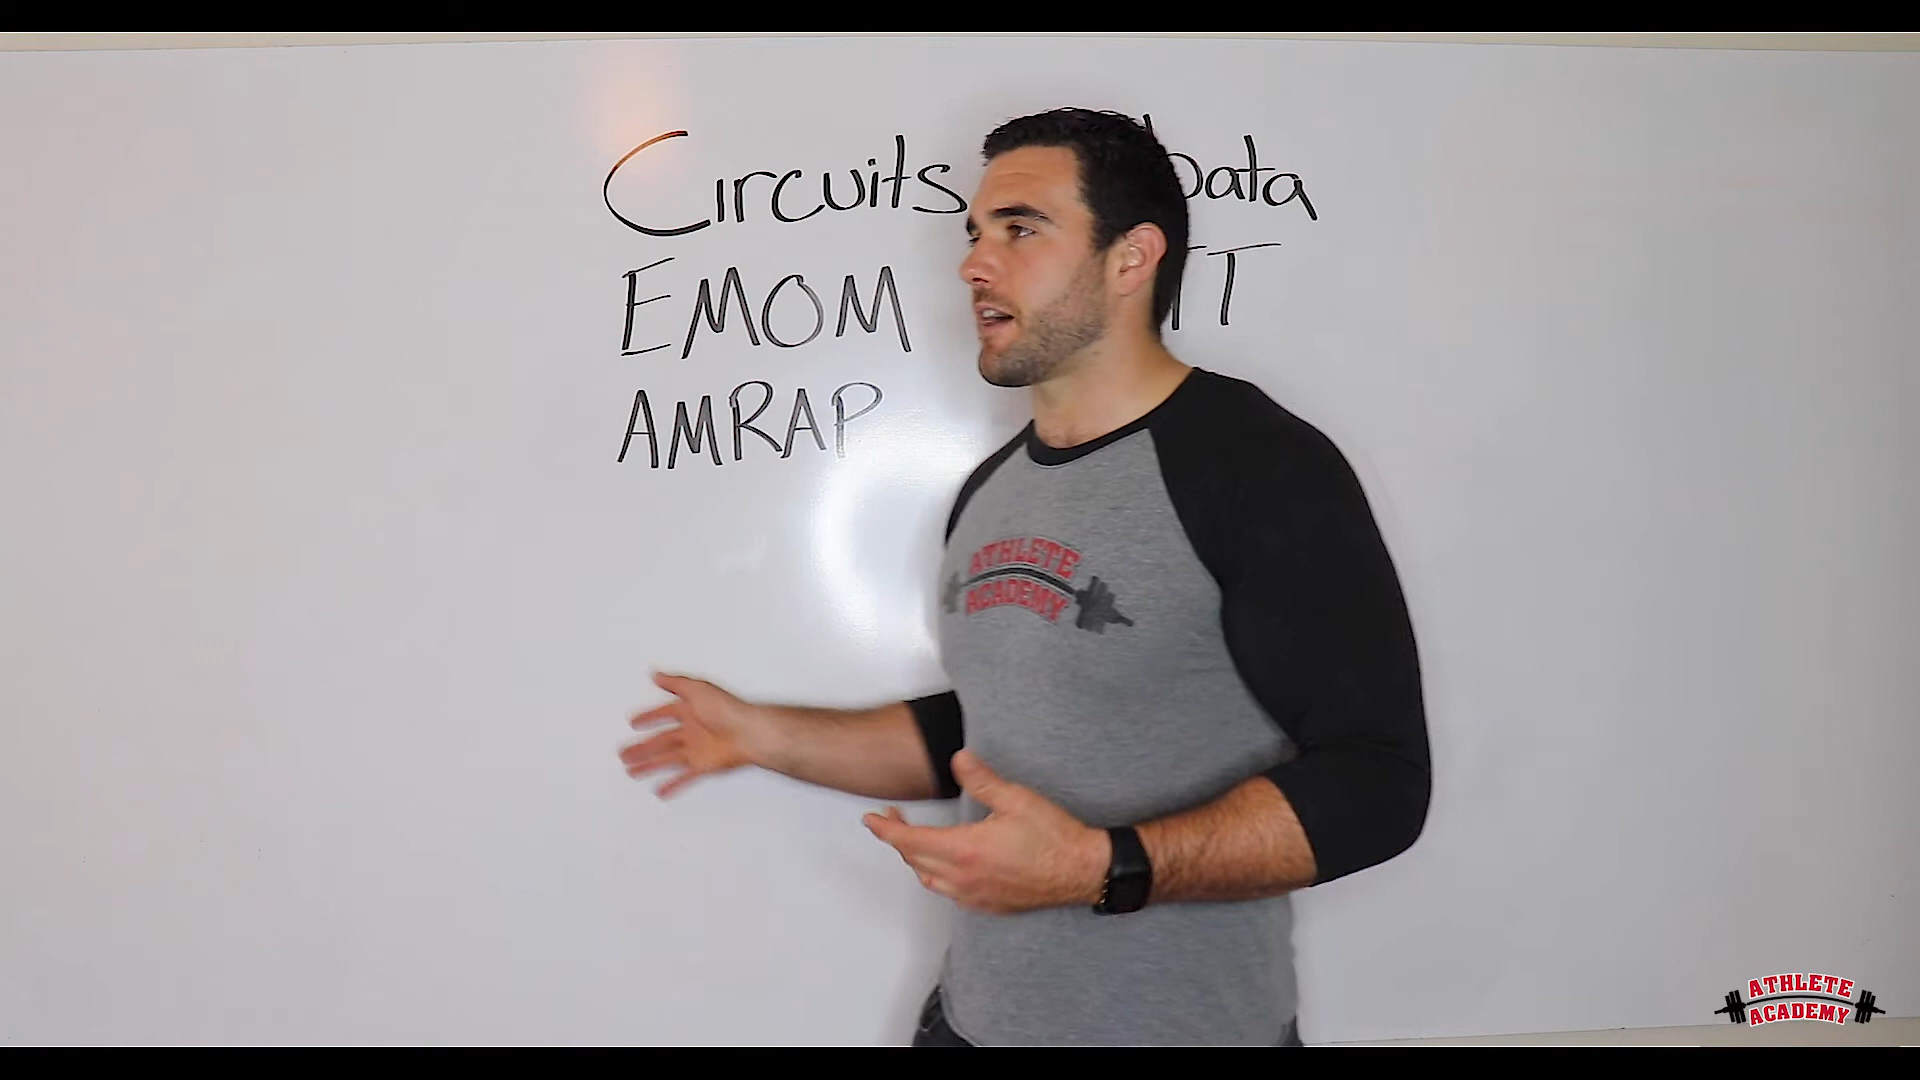 Circuits
EMOM
AMRAP
ATHLETE
ACADEMY
ATHLETE
ACADEMY